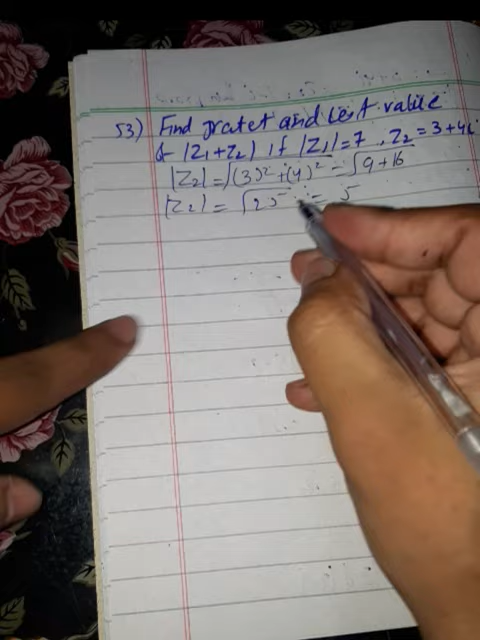 53) Find gratet and lest value
of |Z1+Z2| if |Z1|=7 , Z2 = 3+4i
|Z2| = √(3)²+(4)² = √9+16
|Z2| = √25 = 5